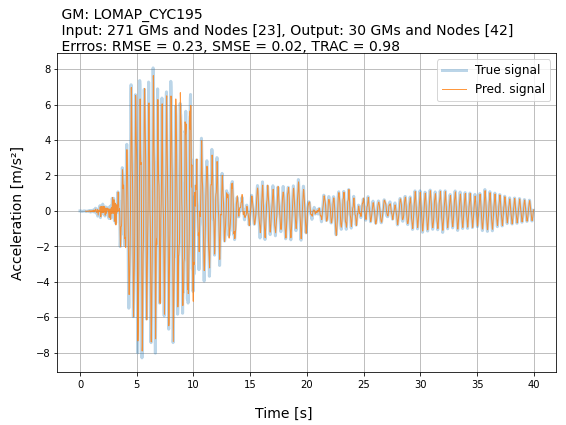 GM: LOMAP_CYC195
Input: 271 GMs and Nodes [23], Output: 30 GMs and Nodes [42]
Errros: RMSE = 0.23, SMSE = 0.02, TRAC = 0.98
True signal
Pred. signal
8
6
4
2
0
−2
−4
−6
−8
Acceleration [m/s²]
0 5 10 15 20 25 30 35 40
Time [s]